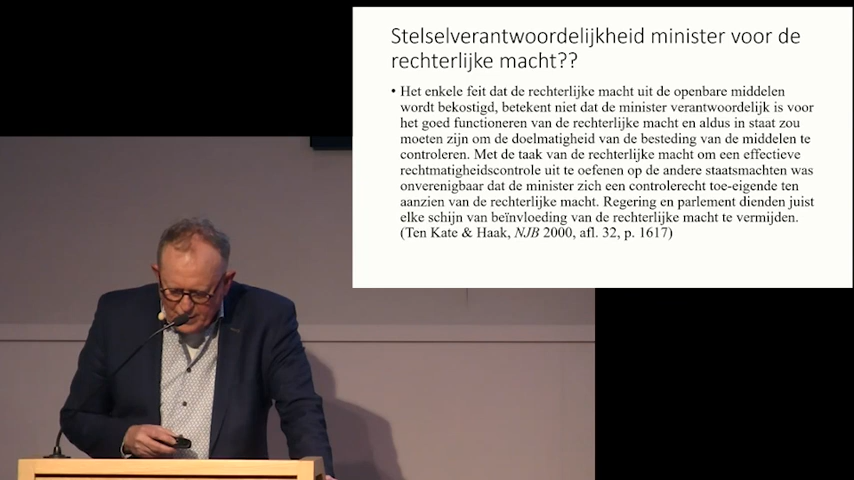 Stelselverantwoordelijkheid minister voor de
rechterlijke macht??
• Het enkele feit dat de rechterlijke macht uit de openbare middelen
wordt bekostigd, betekent niet dat de minister verantwoordelijk is voor
het goed functioneren van de rechterlijke macht en aldus in staat zou
moeten zijn om de doelmatigheid van de besteding van de middelen te
controleren. Met de taak van de rechterlijke macht om een effectieve
rechtmatigheidscontrole uit te oefenen op de andere staatsmachten was
onverenigbaar dat de minister zich een controlerecht toe-eigende ten
aanzien van de rechterlijke macht. Regering en parlement dienden juist
elke schijn van beïnvloeding van de rechterlijke macht te vermijden.
(Ten Kate & Haak, NJB 2000, afl. 32, p. 1617)